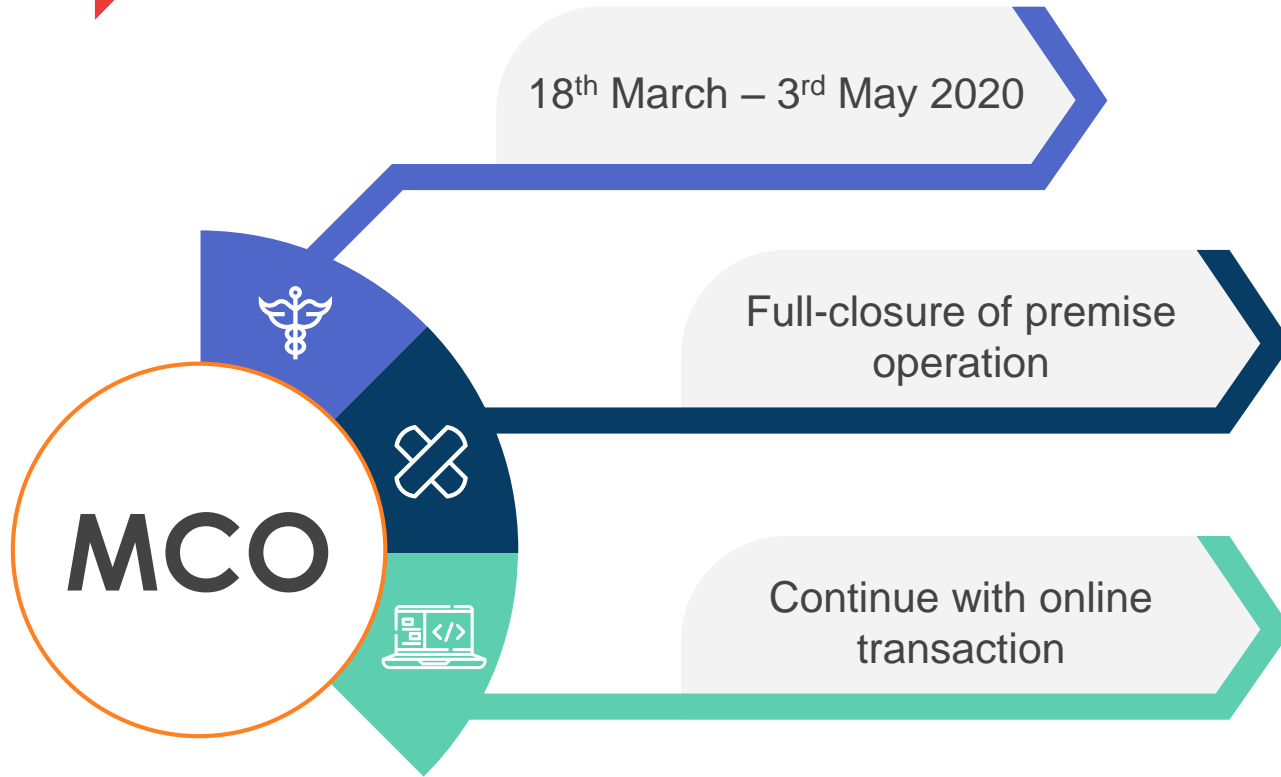 18th March – 3rd May 2020
Full-closure of premise
operation
MCO
Continue with online
transaction